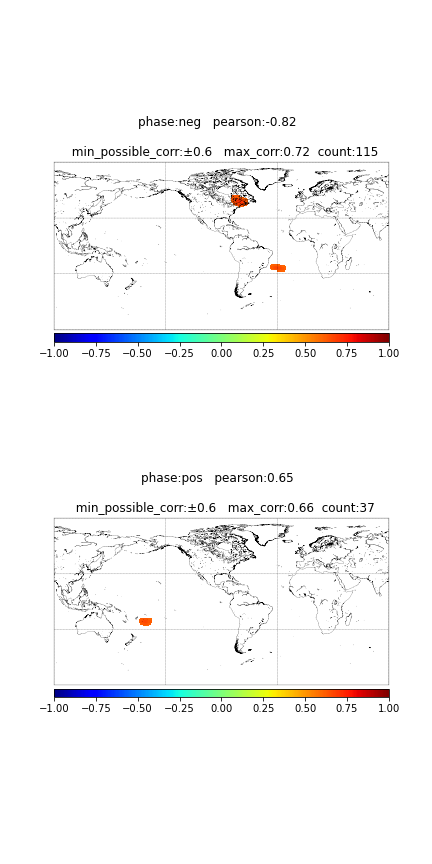 phase:neg   pearson:-0.82
min_possible_corr:±0.6   max_corr:0.72  count:115
−1.00 −0.75 −0.50 −0.25 0.00 0.25 0.50 0.75 1.00
phase:pos   pearson:0.65
min_possible_corr:±0.6   max_corr:0.66  count:37
−1.00 −0.75 −0.50 −0.25 0.00 0.25 0.50 0.75 1.00